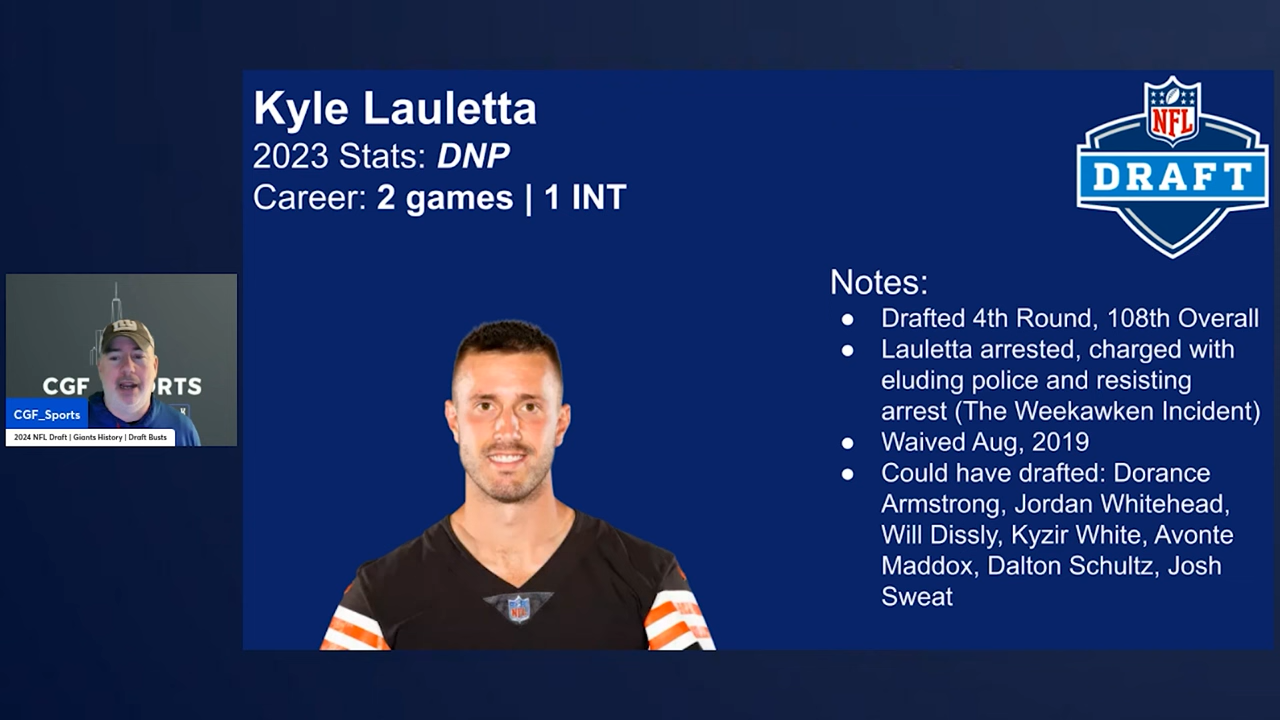 Kyle Lauletta
2023 Stats: DNP
Career: 2 games | 1 INT
NFL
DRAFT
Notes:
● Drafted 4th Round, 108th Overall
● Lauletta arrested, charged with
eluding police and resisting
arrest (The Weekawken Incident)
● Waived Aug, 2019
● Could have drafted: Dorance
Armstrong, Jordan Whitehead,
Will Dissly, Kyzir White, Avonte
Maddox, Dalton Schultz, Josh
Sweat
NFL
CGF RTS
CGF_Sports
2024 NFL Draft | Giants History | Draft Busts